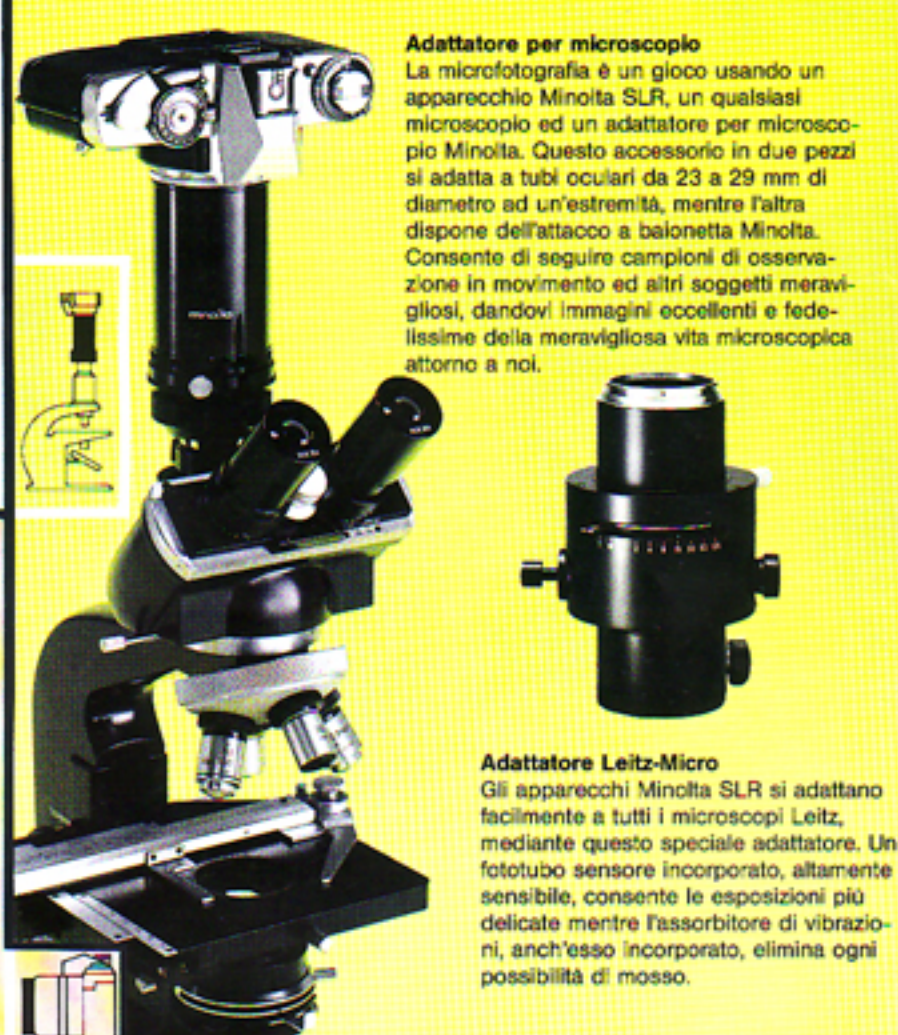 Adattatore per microscopio
La microfotografia è un gioco usando un
apparecchio Minolta SLR, un qualsiasi
microscopio ed un adattatore per microsco-
pio Minolta. Questo accessorio in due pezzi
si adatta a tubi oculari da 23 a 29 mm di
diametro ad un'estremità, mentre l'altra
dispone dell'attacco a baionetta Minolta.
Consente di seguire campioni di osserva-
zione in movimento ed altri soggetti meravi-
gliosi, dandovi immagini eccellenti e fede-
lissime della meravigliosa vita microscopica
attorno a noi.
minolta
Adattatore Leitz-Micro
Gli apparecchi Minolta SLR si adattano
facilmente a tutti i microscopi Leitz,
mediante questo speciale adattatore. Un
fototubo sensore incorporato, altamente
sensibile, consente le esposizioni più
delicate mentre l'assorbitore di vibrazio-
ni, anch'esso incorporato, elimina ogni
possibilità di mosso.